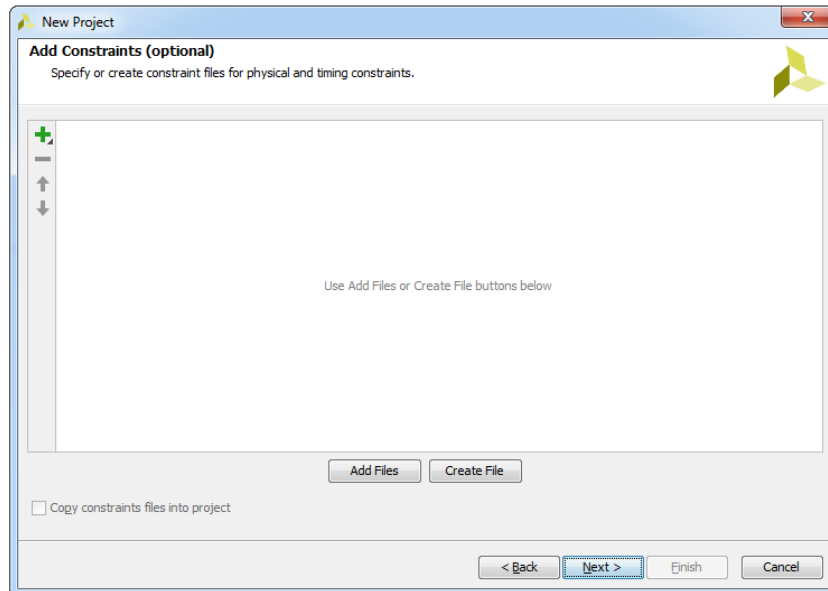 New Project
Add Constraints (optional)
Specify or create constraint files for physical and timing constraints.
Use Add Files or Create File buttons below
Add Files Create File
Copy constraints files into project
< Back Next > Finish Cancel